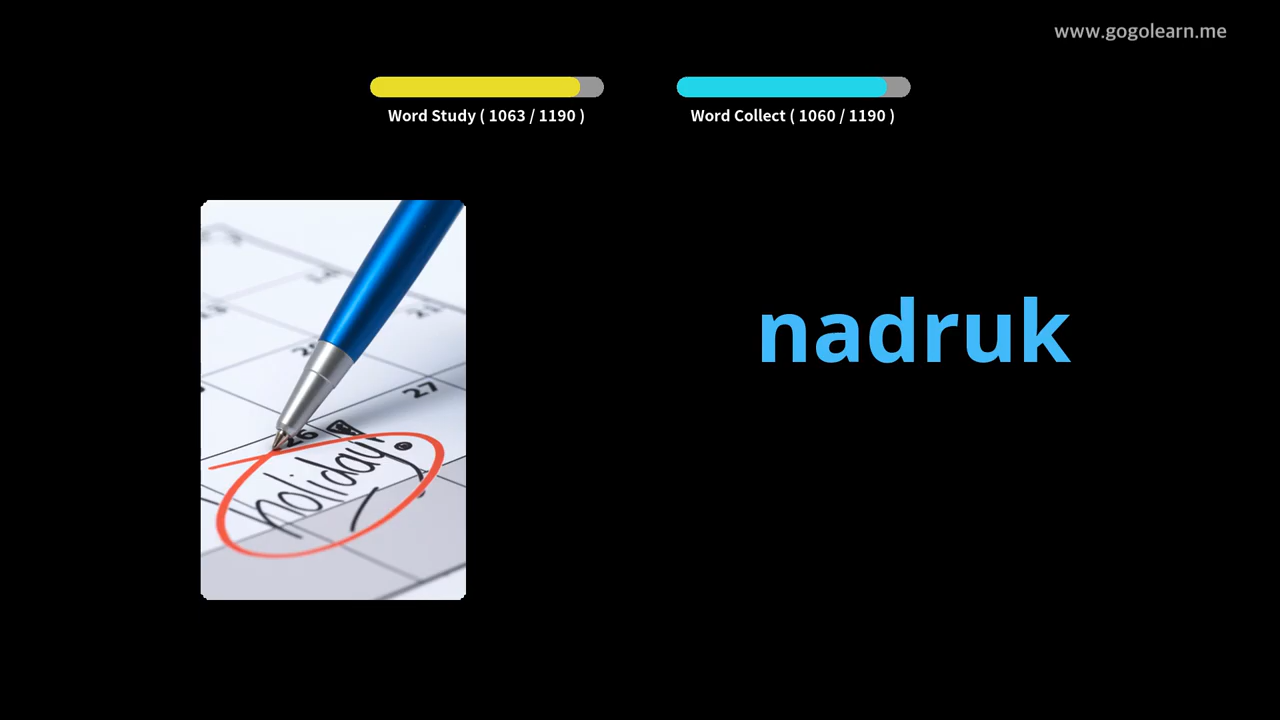 www.gogolearn.me
Word Study ( 1063 / 1190 )
Word Collect ( 1060 / 1190 )
nadruk
27
26
holiday!